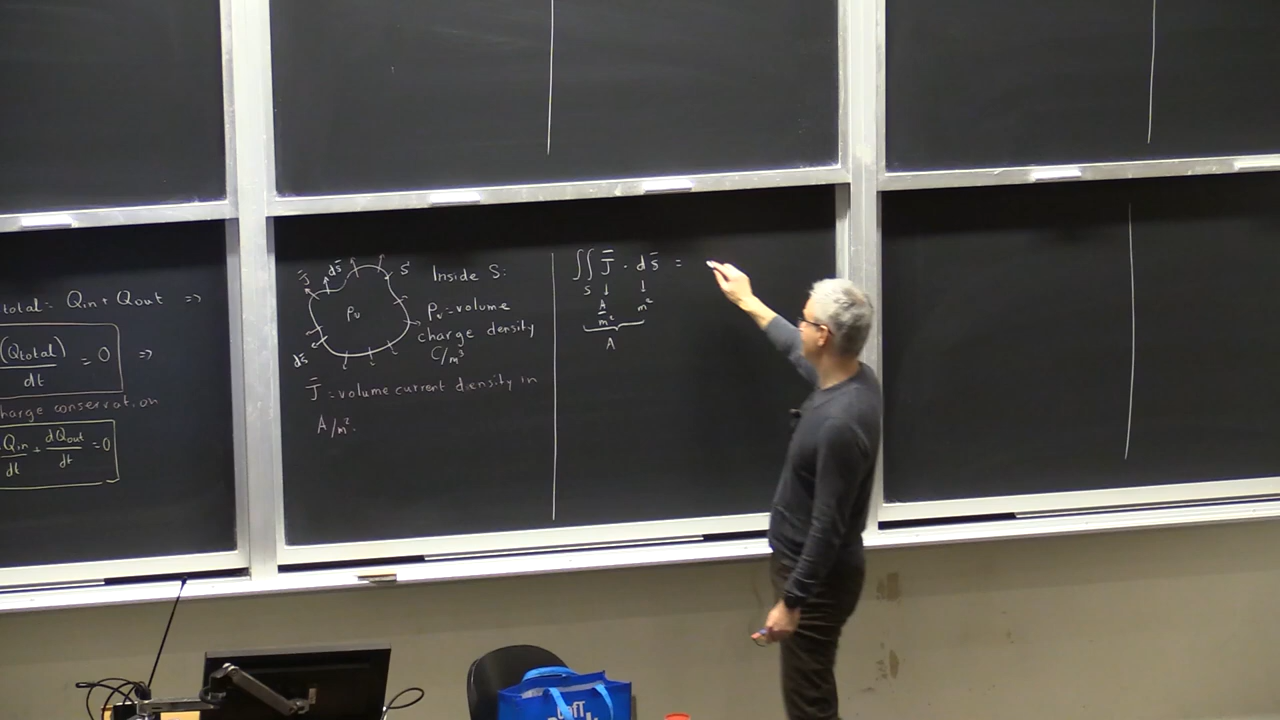 total = Qin + Qout =>
(Qtotal)
dt
= 0 =>
harge conservation
Qin
dt
+ dQout
dt
= 0
J̄
ds̄
S
ρv
ds̄
Inside S:
ρv = volume
charge density
C/m³
J̄ = volume current density in
A/m².
∬ J̄ · ds̄ =
S
A
m²
m²
A